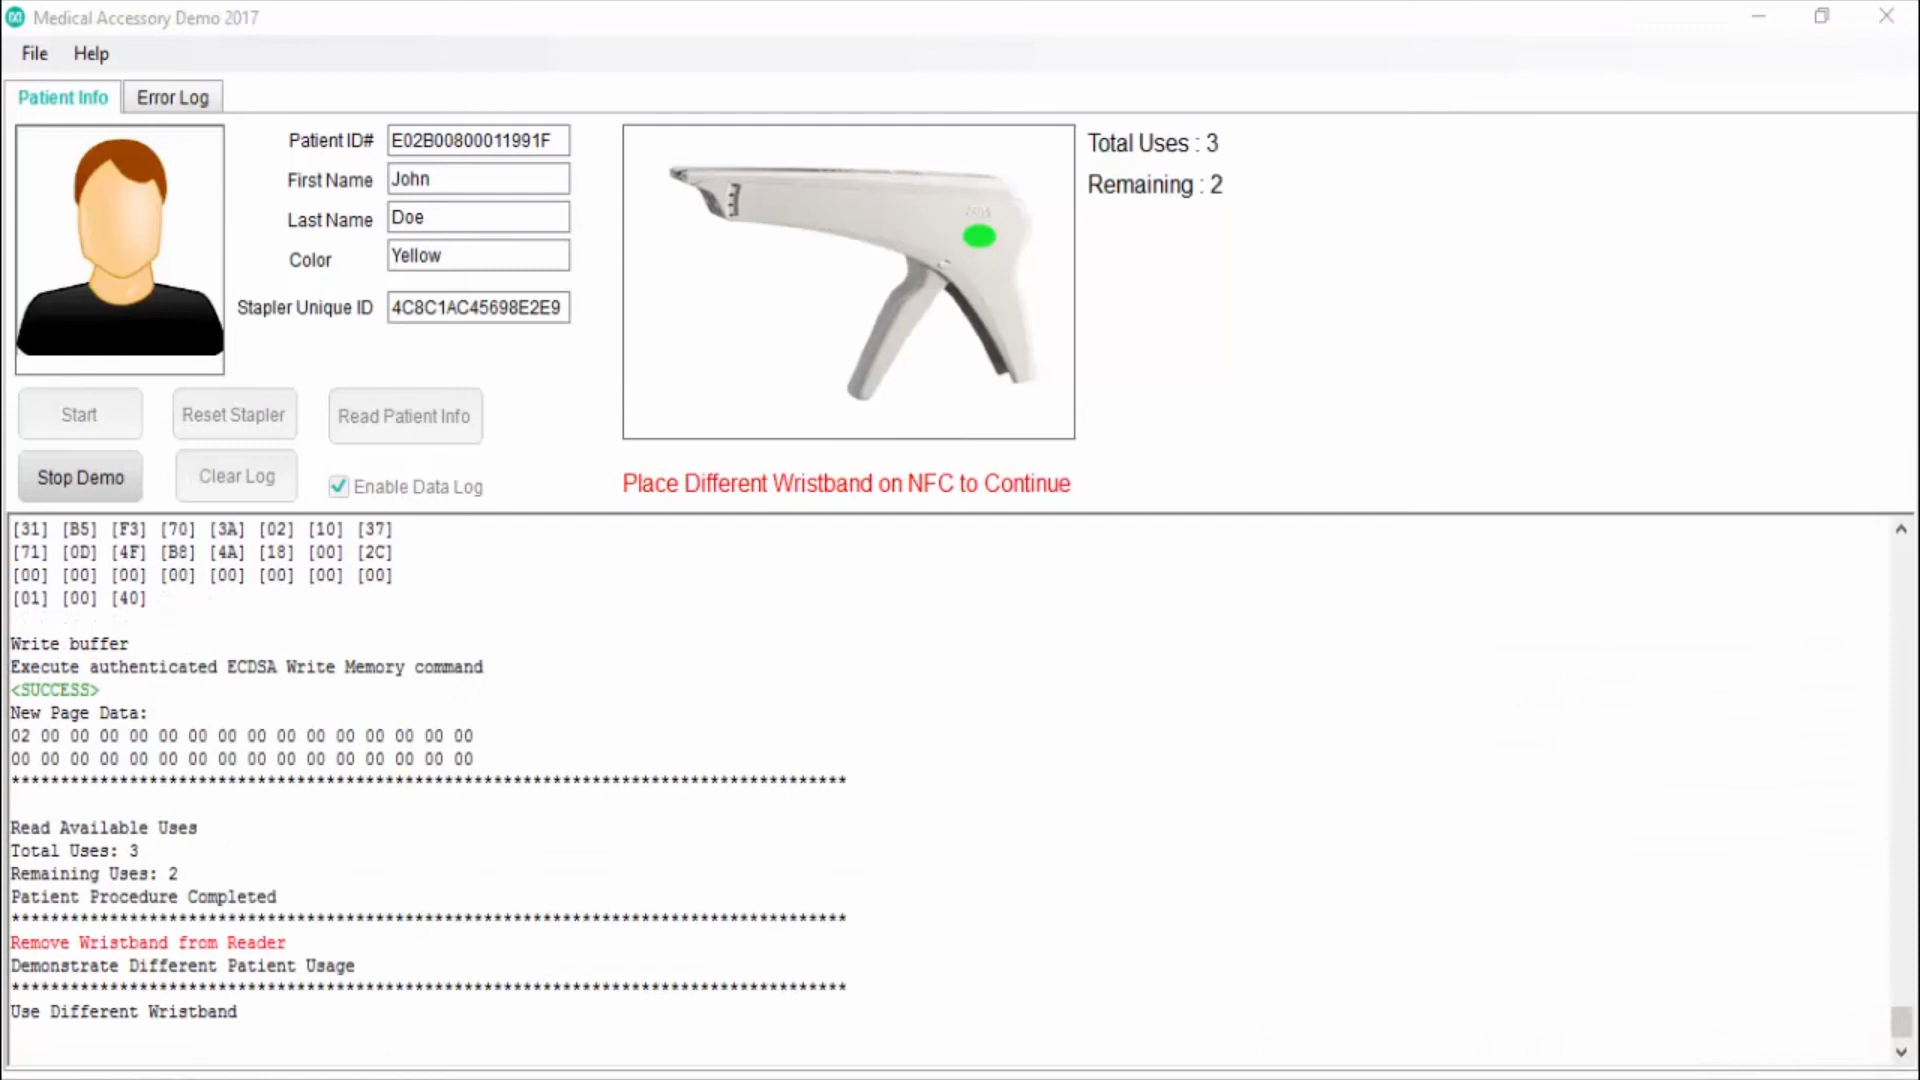 Medical Accessory Demo 2017
File Help
Patient Info Error Log
Patient ID# E02B00800011991F
First Name John
Last Name Doe
Color Yellow
Stapler Unique ID 4C8C1AC45698E2E9
Total Uses : 3
Remaining : 2
Start Reset Stapler Read Patient Info
Stop Demo Clear Log Enable Data Log
Place Different Wristband on NFC to Continue
[31] [B5] [F3] [70] [3A] [02] [10] [37]
[71] [0D] [4F] [B8] [4A] [18] [00] [2C]
[00] [00] [00] [00] [00] [00] [00] [00]
[01] [00] [40]
Write buffer
Execute authenticated ECDSA Write Memory command
<SUCCESS>
New Page Data:
02 00 00 00 00 00 00 00 00 00 00 00 00 00 00 00
00 00 00 00 00 00 00 00 00 00 00 00 00 00 00 00
*************************************************************************************
Read Available Uses
Total Uses: 3
Remaining Uses: 2
Patient Procedure Completed
*************************************************************************************
Remove Wristband from Reader
Demonstrate Different Patient Usage
*************************************************************************************
Use Different Wristband